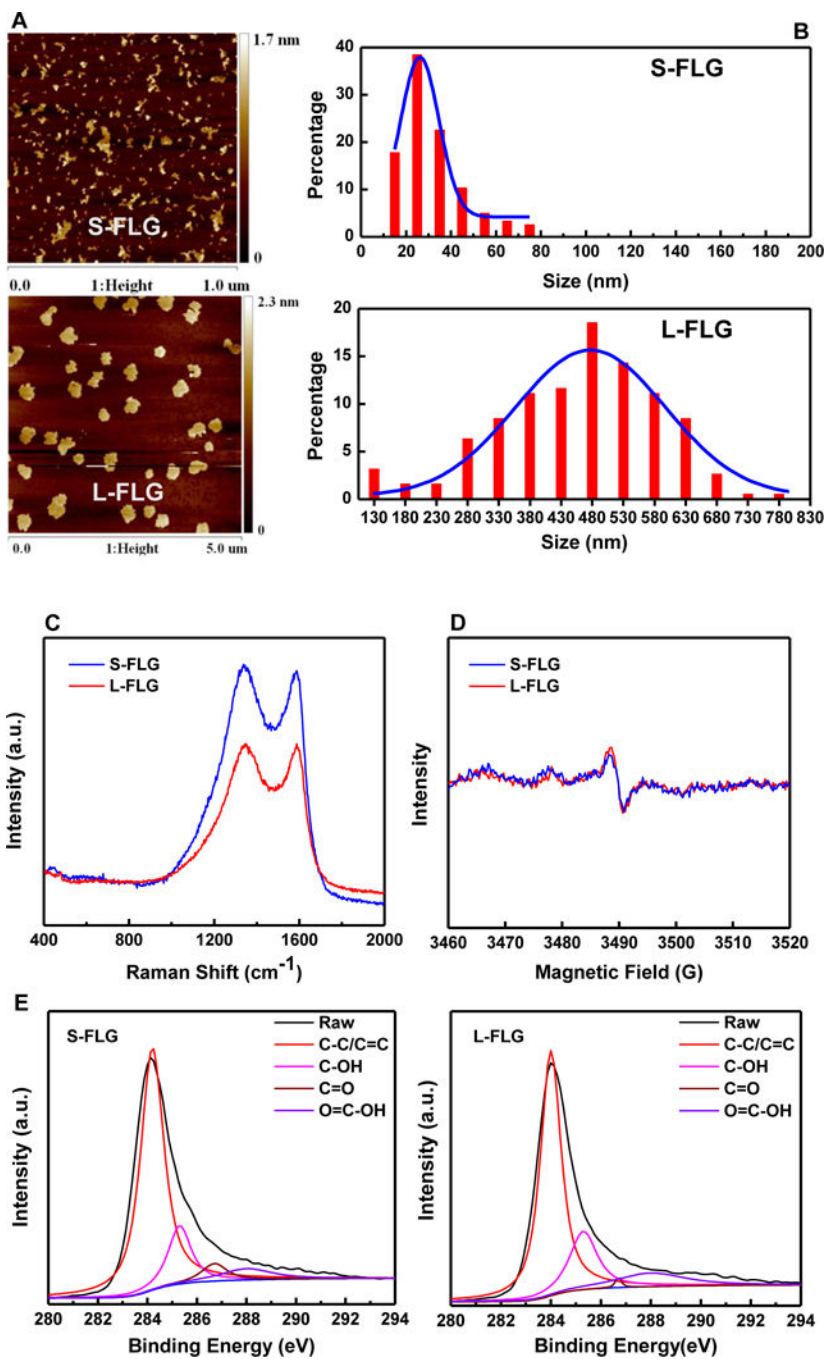 A
1.7 nm
S-FLG
0
0.0 1:Height 1.0 um
2.3 nm
L-FLG
0
0.0 1:Height 5.0 um
B
S-FLG
Percentage
40
30
20
10
0
0 20 40 60 80 100 120 140 160 180 200
Size (nm)
L-FLG
Percentage
20
15
10
5
0
130 180 230 280 330 380 430 480 530 580 630 680 730 780 830
Size (nm)
C
S-FLG
L-FLG
Intensity (a.u.)
400 800 1200 1600 2000
Raman Shift (cm-1)
D
S-FLG
L-FLG
Intensity
3460 3470 3480 3490 3500 3510 3520
Magnetic Field (G)
E
S-FLG
Raw
C-C/C=C
C-OH
C=O
O=C-OH
Intensity (a.u.)
280 282 284 286 288 290 292 294
Binding Energy (eV)
L-FLG
Raw
C-C/C=C
C-OH
C=O
O=C-OH
Intensity (a.u.)
280 282 284 286 288 290 292 294
Binding Energy(eV)